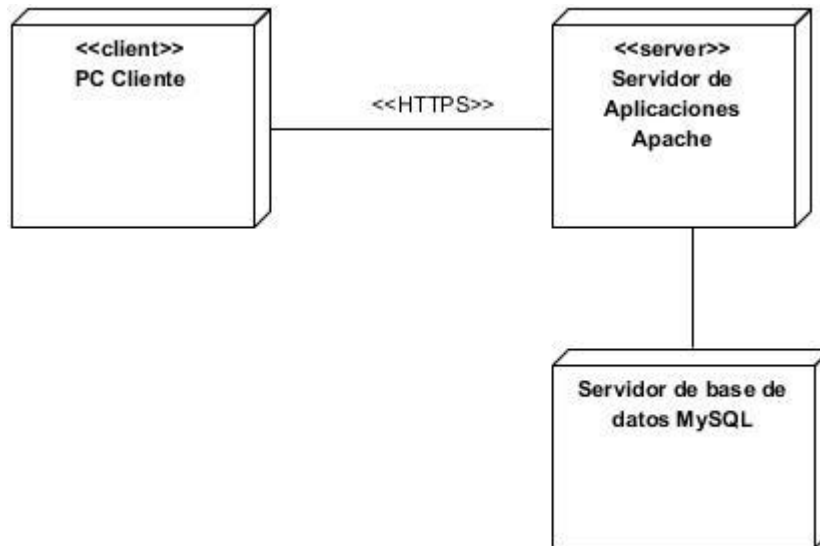 <<client>>
PC Cliente
<<HTTPS>>
<<server>>
Servidor de
Aplicaciones
Apache
Servidor de base de
datos MySQL